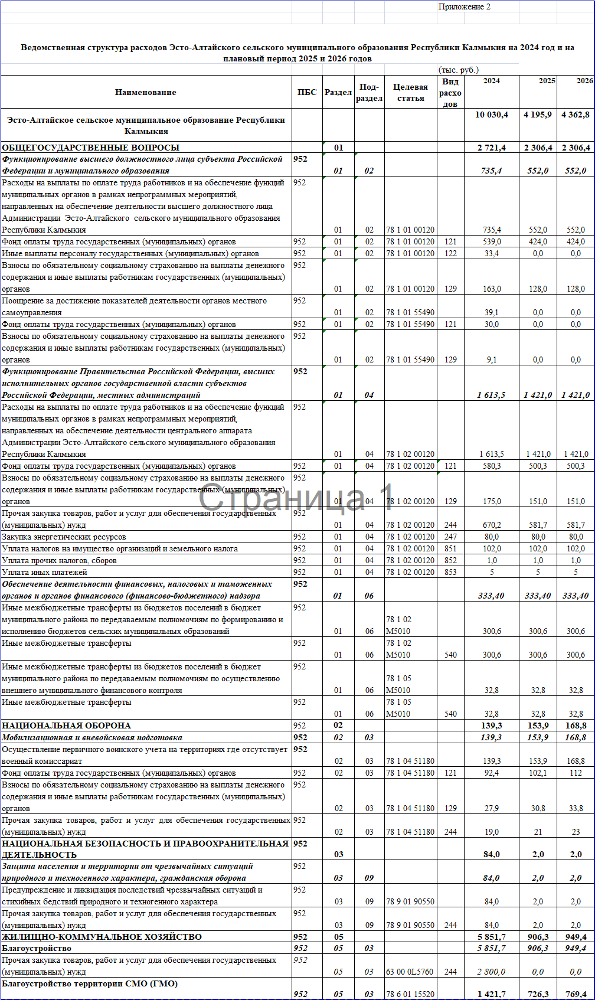 Приложение 2
Ведомственная структура расходов Эсто-Алтайского сельского муниципального образования Республики Калмыкия на 2024 год и на
плановый период 2025 и 2026 годов
(тыс. руб.)
Наименование ПБС Раздел Под-раздел Целевая статья Вид расходов 2024 2025 2026
Эсто-Алтайское сельское муниципальное образование Республики
Калмыкия 10 030,4 4 195,9 4 362,8
ОБЩЕГОСУДАРСТВЕННЫЕ ВОПРОСЫ 01 2 721,4 2 306,4 2 306,4
Функционирование высшего должностного лица субъекта Российской 952
Федерации и муниципального образования 01 02 735,4 552,0 552,0
Расходы на выплаты по оплате труда работников и на обеспечение функций 952
муниципальных органов в рамках непрограммных мероприятий,
направленных на обеспечение деятельности высшего должностного лица
Администрации Эсто-Алтайского сельского муниципального образования
Республики Калмыкия 01 02 78 1 01 00120 735,4 552,0 552,0
Фонд оплаты труда государственных (муниципальных) органов 952 01 02 78 1 01 00120 121 539,0 424,0 424,0
Иные выплаты персоналу государственных (муниципальных) органов 952 01 02 78 1 01 00120 122 33,4 0,0 0,0
Взносы по обязательному социальному страхованию на выплаты денежного 952
содержания и иные выплаты работникам государственных (муниципальных)
органов 01 02 78 1 01 00120 129 163,0 128,0 128,0
Поощрение за достижение показателей деятельности органов местного 952
самоуправления 01 02 78 1 01 55490 39,1 0,0 0,0
Фонд оплаты труда государственных (муниципальных) органов 952 01 02 78 1 01 55490 121 30,0 0,0 0,0
Взносы по обязательному социальному страхованию на выплаты денежного 952
содержания и иные выплаты работникам государственных (муниципальных)
органов 01 02 78 1 01 55490 129 9,1 0,0 0,0
Функционирование Правительства Российской Федерации, высших 952
исполнительных органов государственной власти субъектов
Российской Федерации, местных администраций 01 04 1 613,5 1 421,0 1 421,0
Расходы на выплаты по оплате труда работников и на обеспечение функций 952
муниципальных органов в рамках непрограммных мероприятий,
направленных на обеспечение деятельности центрального аппарата
Администрации Эсто-Алтайского сельского муниципального образования
Республики Калмыкия 01 04 78 1 02 00120 1 613,5 1 421,0 1 421,0
Фонд оплаты труда государственных (муниципальных) органов 952 01 04 78 1 02 00120 121 580,3 500,3 500,3
Взносы по обязательному социальному страхованию на выплаты денежного 952
содержания и иные выплаты работникам государственных (муниципальных)
органов 01 04 78 1 02 00120 129 175,0 151,0 151,0
Страница 1
Прочая закупка товаров, работ и услуг для обеспечения государственных 952
(муниципальных) нужд 01 04 78 1 02 00120 244 670,2 581,7 581,7
Закупка энергетических ресурсов 952 01 04 78 1 02 00120 247 80,0 80,0 80,0
Уплата налогов на имущество организаций и земельного налога 952 01 04 78 1 02 00120 851 102,0 102,0 102,0
Уплата прочих налогов, сборов 952 01 04 78 1 02 00120 852 1,0 1,0 1,0
Уплата иных платежей 952 01 04 78 1 02 00120 853 5 5 5
Обеспечение деятельности финансовых, налоговых и таможенных 952
органов и органов финансового (финансово-бюджетного) надзора 01 06 333,40 333,40 333,40
Иные межбюджетные трансферты из бюджетов поселений в бюджет 952
муниципального района по передаваемым полномочиям по формированию и 78 1 02
исполнению бюджетов сельских муниципальных образований 01 06 М5010 300,6 300,6 300,6
Иные межбюджетные трансферты 952 78 1 02
01 06 М5010 540 300,6 300,6 300,6
Иные межбюджетные трансферты из бюджетов поселений в бюджет 952
муниципального района по передаваемым полномочиям по осуществлению 78 1 05
внешнего муниципального финансового контроля 01 06 М5010 32,8 32,8 32,8
Иные межбюджетные трансферты 952 78 1 05
01 06 М5010 540 32,8 32,8 32,8
НАЦИОНАЛЬНАЯ ОБОРОНА 952 02 139,3 153,9 168,8
Мобилизационная и вневойсковая подготовка 952 02 03 139,3 153,9 168,8
Осуществление первичного воинского учета на территориях где отсутствует 952
военный комиссариат 02 03 78 1 04 51180 139,3 153,9 168,8
Фонд оплаты труда государственных (муниципальных) органов 952 02 03 78 1 04 51180 121 92,4 102,1 112
Взносы по обязательному социальному страхованию на выплаты денежного 952
содержания и иные выплаты работникам государственных (муниципальных)
органов 02 03 78 1 04 51180 129 27,9 30,8 33,8
Прочая закупка товаров, работ и услуг для обеспечения государственных 952
(муниципальных) нужд 02 03 78 1 04 51180 244 19,0 21 23
НАЦИОНАЛЬНАЯ БЕЗОПАСНОСТЬ И ПРАВООХРАНИТЕЛЬНАЯ 952
ДЕЯТЕЛЬНОСТЬ 03 84,0 2,0 2,0
Защита населения и территории от чрезвычайных ситуаций 952
природного и техногенного характера, гражданская оборона 03 09 84,0 2,0 2,0
Предупреждение и ликвидация последствий чрезвычайных ситуаций и 952
стихийных бедствий природного и техногенного характера 03 09 78 9 01 90550 84,0 2,0 2,0
Прочая закупка товаров, работ и услуг для обеспечения государственных 952
(муниципальных) нужд 03 09 78 9 01 90550 244 84,0 2,0 2,0
ЖИЛИЩНО-КОММУНАЛЬНОЕ ХОЗЯЙСТВО 952 05 5 851,7 906,3 949,4
Благоустройство 952 05 03 5 851,7 906,3 949,4
Прочая закупка товаров, работ и услуг для обеспечения государственных 952
(муниципальных) нужд 05 03 63 00 0L5760 244 2 800,0 0,0 0,0
Благоустройство территории СМО (ГМО)
952 05 03 78 6 01 15520 1 421,7 726,3 769,4